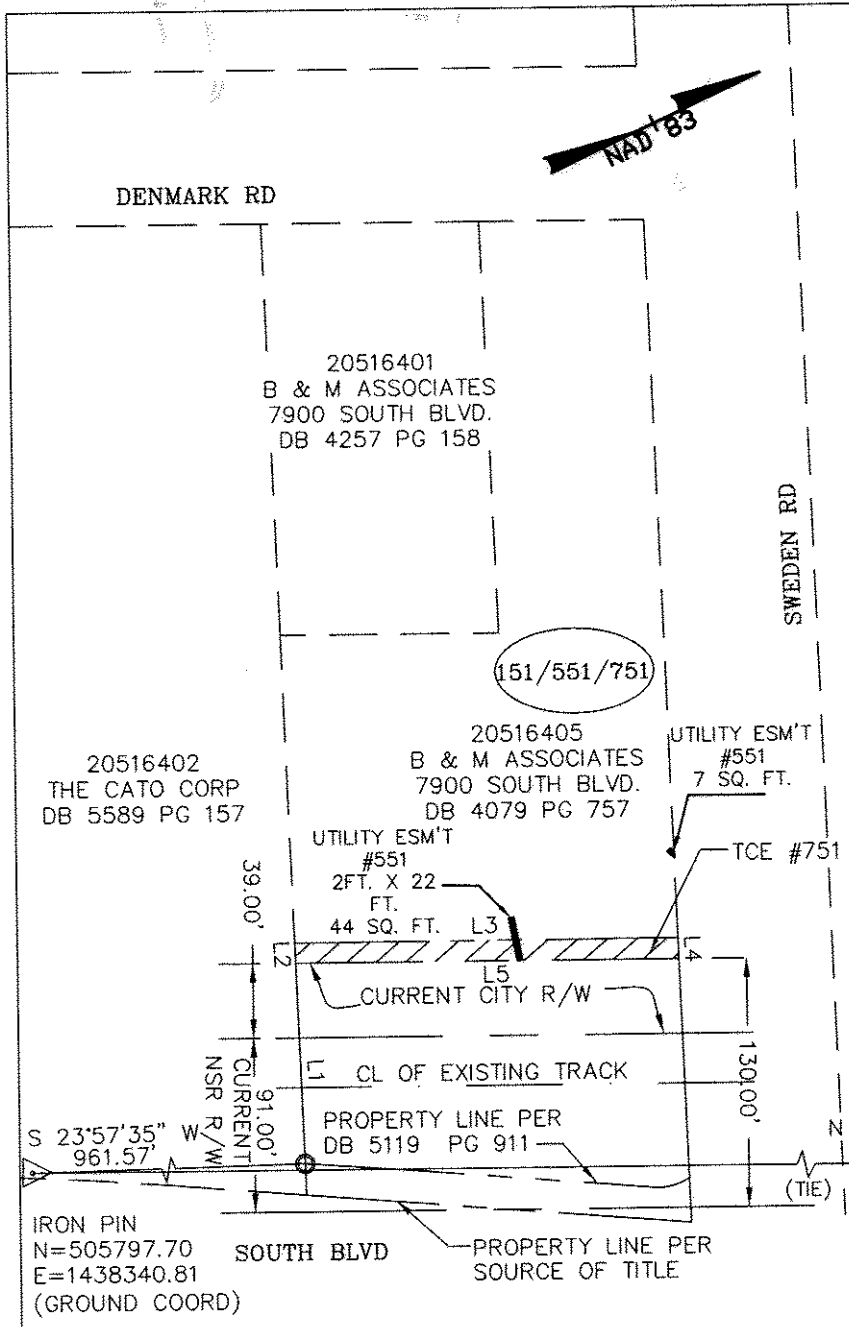 NAD'83
DENMARK RD
20516401
B & M ASSOCIATES
7900 SOUTH BLVD.
DB 4257 PG 158
SWEDEN RD
151/551/751
20516402
THE CATO CORP
DB 5589 PG 157
20516405
B & M ASSOCIATES
7900 SOUTH BLVD.
DB 4079 PG 757
UTILITY ESM'T
#551
7 SQ. FT.
UTILITY ESM'T
#551
2FT. X 22
FT.
44 SQ. FT.
TCE #751
39.00'
L3
L2
L4
L5
CURRENT CITY R/W
130.00'
L1
CL OF EXISTING TRACK
91.00'
CURRENT
NSR R/W
PROPERTY LINE PER
DB 5119 PG 911
S 23°57'35" W
961.57'
N
(TIE)
IRON PIN
N=505797.70
E=1438340.81
(GROUND COORD)
SOUTH BLVD
PROPERTY LINE PER
SOURCE OF TITLE